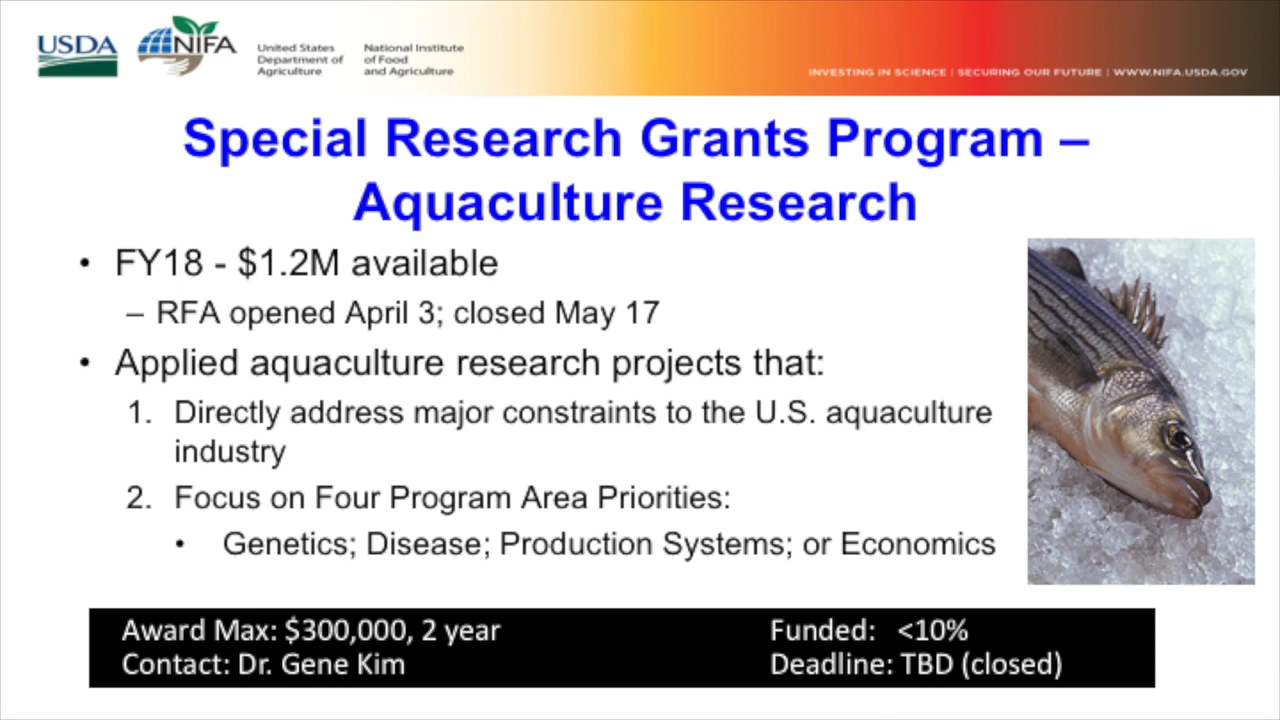 USDA
NIFA
United States
Department of
Agriculture
National Institute
of Food
and Agriculture
INVESTING IN SCIENCE | SECURING OUR FUTURE | WWW.NIFA.USDA.GOV
Special Research Grants Program –
Aquaculture Research
• FY18 - $1.2M available
– RFA opened April 3; closed May 17
• Applied aquaculture research projects that:
1. Directly address major constraints to the U.S. aquaculture
industry
2. Focus on Four Program Area Priorities:
• Genetics; Disease; Production Systems; or Economics
Award Max: $300,000, 2 year
Contact: Dr. Gene Kim
Funded: <10%
Deadline: TBD (closed)